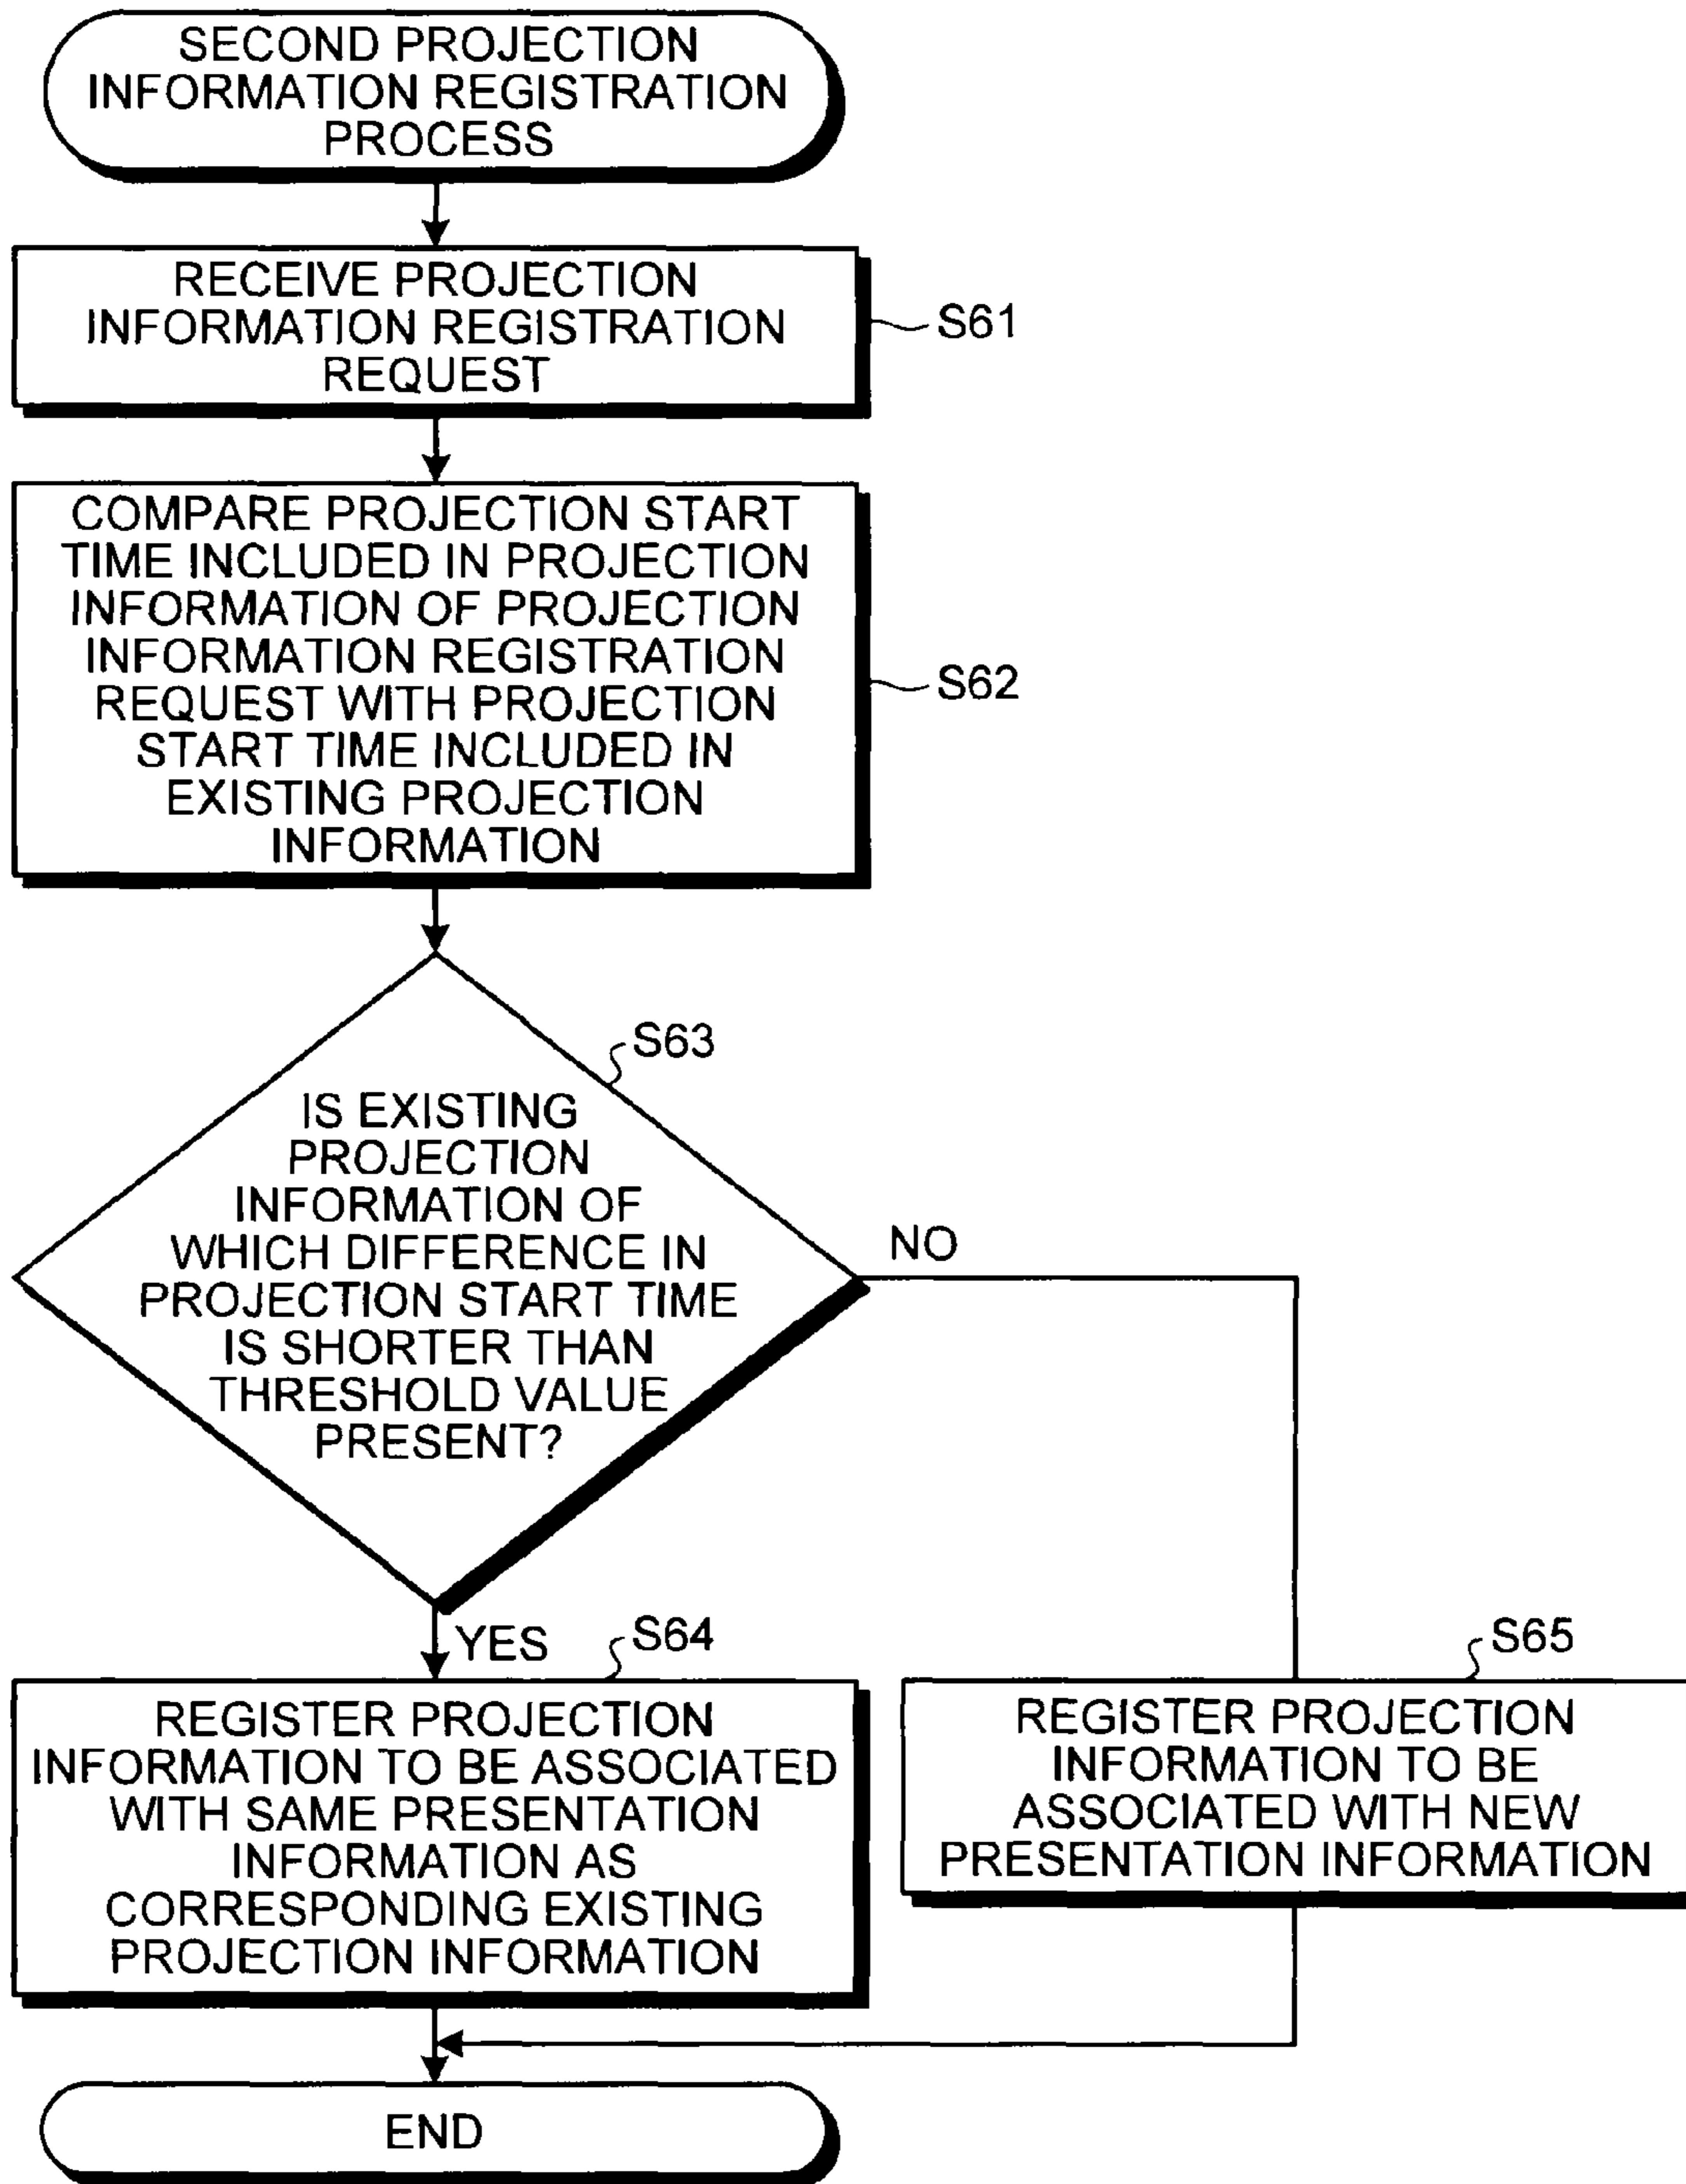 SECOND PROJECTION
INFORMATION REGISTRATION
PROCESS
RECEIVE PROJECTION
INFORMATION REGISTRATION
REQUEST
S61
COMPARE PROJECTION START
TIME INCLUDED IN PROJECTION
INFORMATION OF PROJECTION
INFORMATION REGISTRATION
REQUEST WITH PROJECTION
START TIME INCLUDED IN
EXISTING PROJECTION
INFORMATION
S62
S63
IS EXISTING
PROJECTION
INFORMATION OF
WHICH DIFFERENCE IN
PROJECTION START TIME
IS SHORTER THAN
THRESHOLD VALUE
PRESENT?
NO
YES
S64
REGISTER PROJECTION
INFORMATION TO BE ASSOCIATED
WITH SAME PRESENTATION
INFORMATION AS
CORRESPONDING EXISTING
PROJECTION INFORMATION
S65
REGISTER PROJECTION
INFORMATION TO BE
ASSOCIATED WITH NEW
PRESENTATION INFORMATION
END